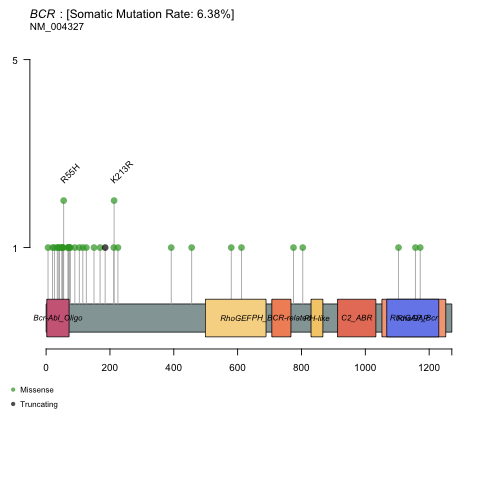 BCR : [Somatic Mutation Rate: 6.38%]
NM_004327
5
R55H
K213R
1
Bcr-Abl_Oligo
RhoGEF
PH_BCR-related
PH-like
C2_ABR
RhoGAP_Bcr
0
200
400
600
800
1000
1200
Missense
Truncating